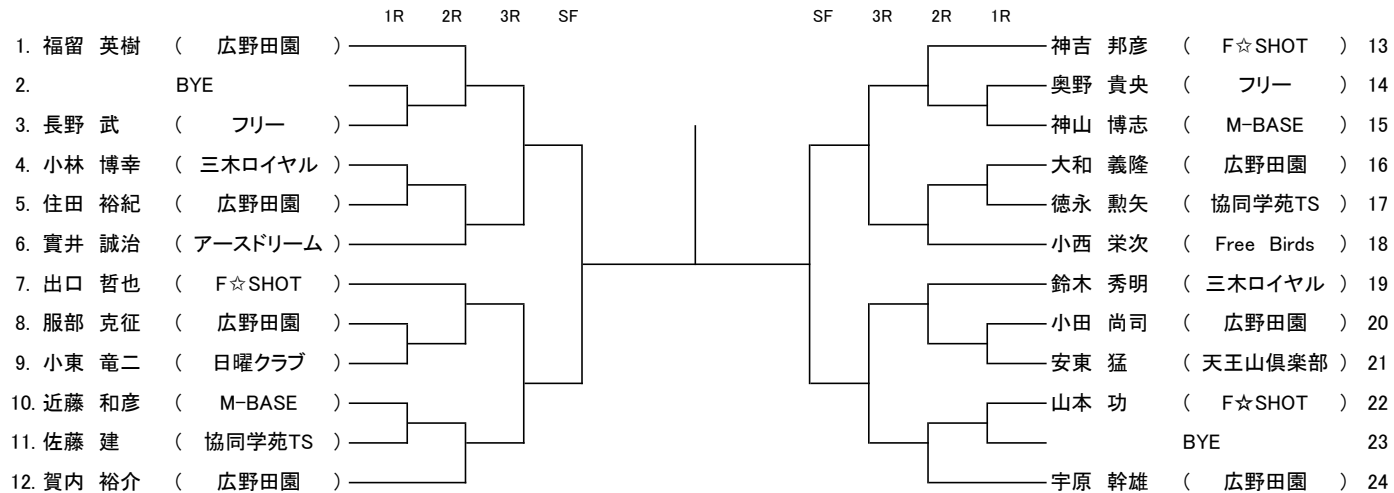 1R 2R 3R SF SF 3R 2R 1R
1. 福留 英樹 ( 広野田園 ) 神吉 邦彦 ( F☆SHOT ) 13
2. BYE 奥野 貴央 ( フリー ) 14
3. 長野 武 ( フリー ) 神山 博志 ( M-BASE ) 15
4. 小林 博幸 ( 三木ロイヤル ) 大和 義隆 ( 広野田園 ) 16
5. 住田 裕紀 ( 広野田園 ) 徳永 勲矢 ( 協同学苑TS ) 17
6. 實井 誠治 ( アースドリーム ) 小西 栄次 ( Free Birds ) 18
7. 出口 哲也 ( F☆SHOT ) 鈴木 秀明 ( 三木ロイヤル ) 19
8. 服部 克征 ( 広野田園 ) 小田 尚司 ( 広野田園 ) 20
9. 小東 竜二 ( 日曜クラブ ) 安東 猛 ( 天王山倶楽部 ) 21
10. 近藤 和彦 ( M-BASE ) 山本 功 ( F☆SHOT ) 22
11. 佐藤 建 ( 協同学苑TS ) BYE 23
12. 賀内 裕介 ( 広野田園 ) 宇原 幹雄 ( 広野田園 ) 24